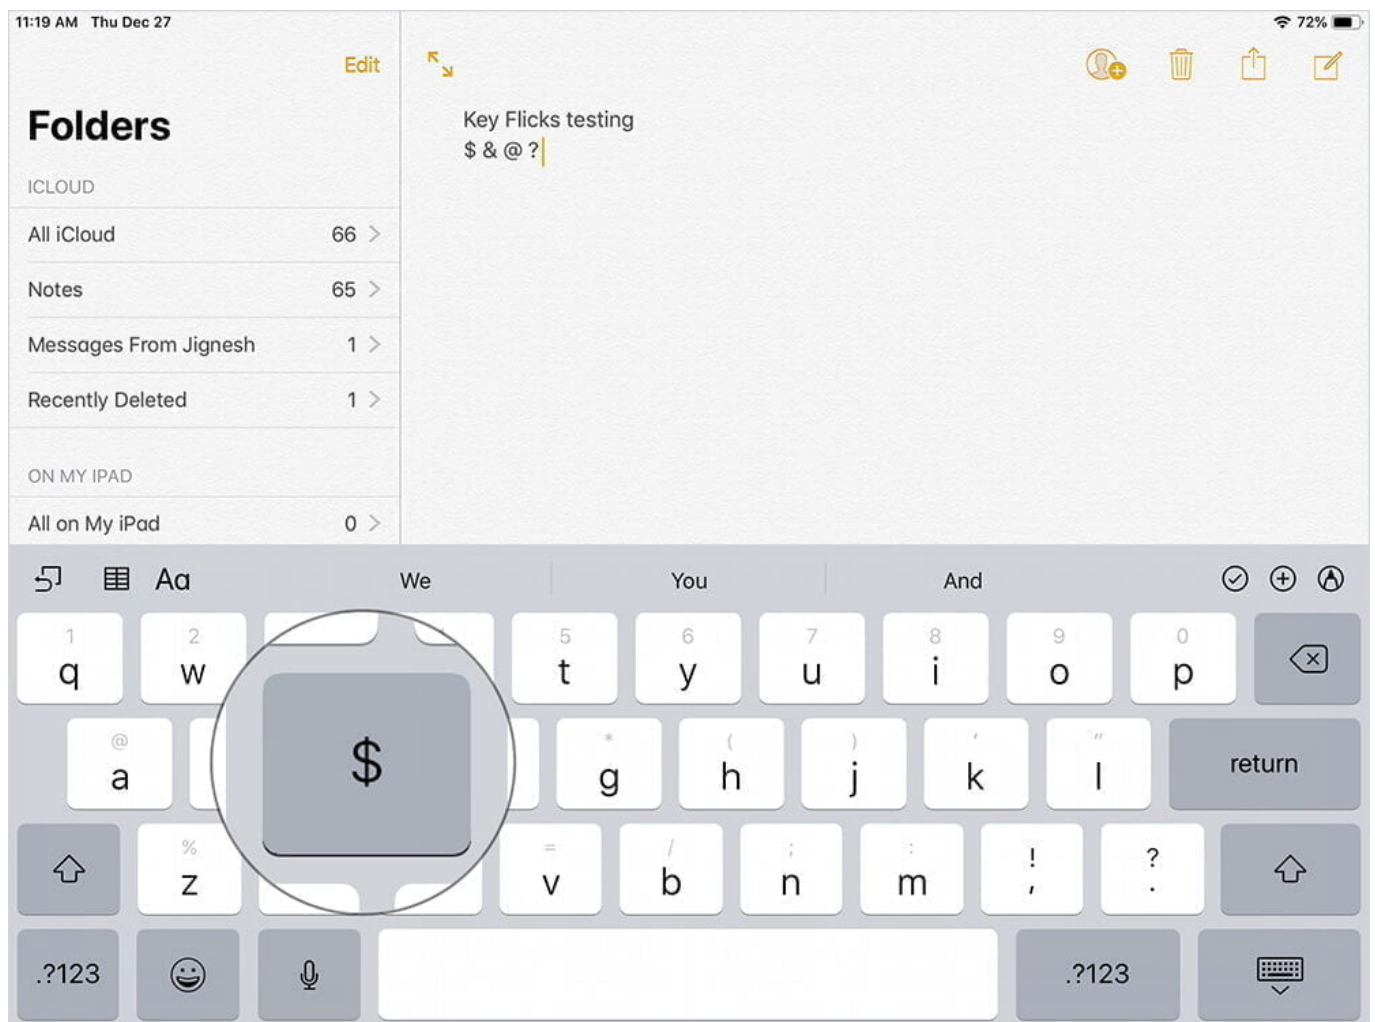 11:19 AM Thu Dec 27
72%
Edit
Folders
ICLOUD
All iCloud 66
Notes 65
Messages From Jignesh 1
Recently Deleted 1
ON MY IPAD
All on My iPad 0
Key Flicks testing
$ & @ ?
Aa We You And
1 2 5 6 7 8 9 0
q w t y u i o p
@ * ( ) ' "
a $ g h j k l return
% = / ; : ! ?
z v b n m , .
.?123 .?123